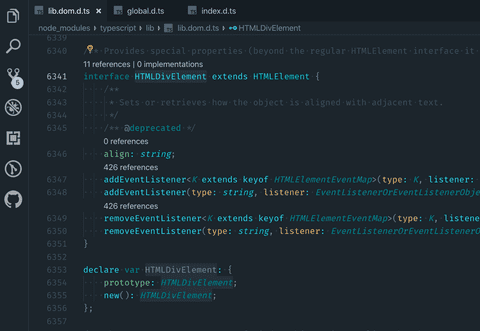 lib.dom.d.ts × global.d.ts index.d.ts
node_modules › typescript › lib › lib.dom.d.ts › HTMLDivElement
6339
6340 /** Provides special properties (beyond the regular HTMLElement interface it
11 references | 0 implementations
6341 interface HTMLDivElement extends HTMLElement {
6342 /**
6343 * Sets or retrieves how the object is aligned with adjacent text.
6344 */
6345 /** @deprecated */
0 references
6346 align: string;
426 references
6347 addEventListener<K extends keyof HTMLElementEventMap>(type: K, listener:
6348 addEventListener(type: string, listener: EventListenerOrEventListenerObje
426 references
6349 removeEventListener<K extends keyof HTMLElementEventMap>(type: K, listene
6350 removeEventListener(type: string, listener: EventListenerOrEventListenerO
6351 }
6352
6353 declare var HTMLDivElement: {
6354 prototype: HTMLDivElement;
6355 new(): HTMLDivElement;
6356 };
6357
5